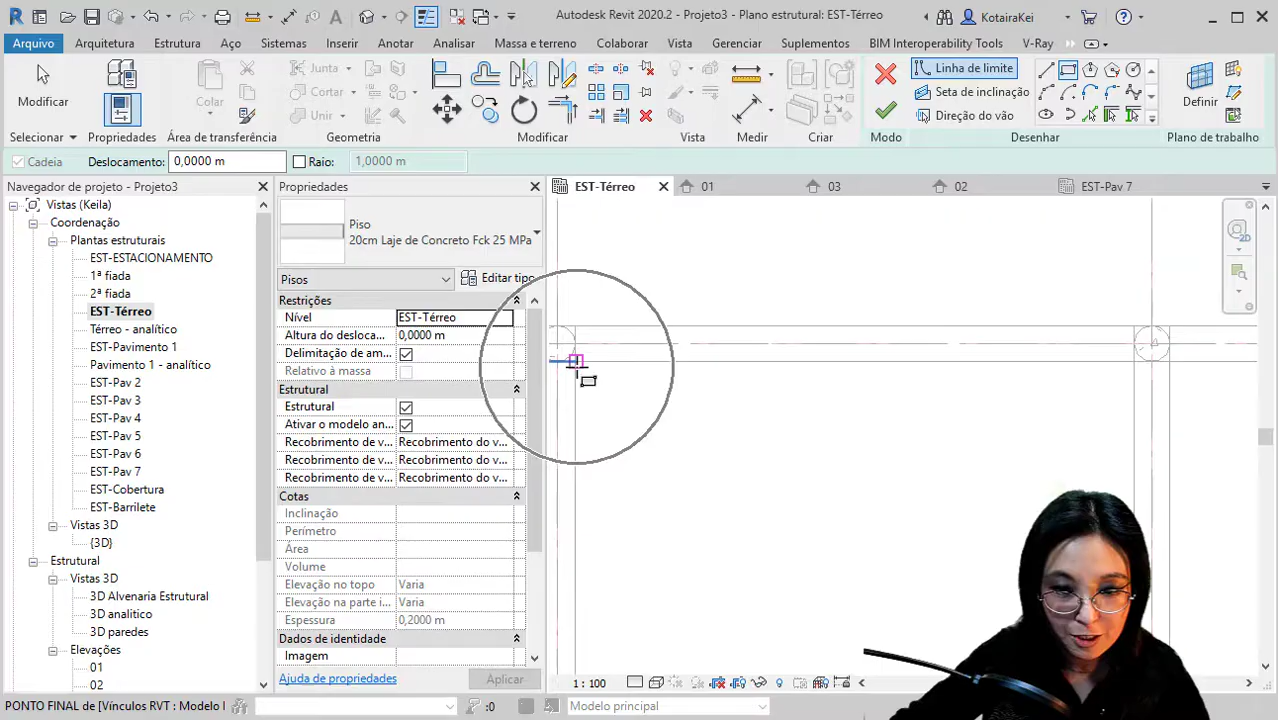 Autodesk Revit 2020.2 - Projeto3 - Plano estrutural: EST-Térreo
KotairaKei
Arquivo Arquitetura Estrutura Aço Sistemas Inserir Anotar Analisar Massa e terreno Colaborar Vista Gerenciar Suplementos BIM Interoperability Tools V-Ray
Modificar
Colar
Junta
Cortar
Unir
Linha de limite
Seta de inclinação
Direção do vão
Definir
Selecionar Propriedades Área de transferência Geometria Modificar Vista Medir Criar Modo Desenhar Plano de trabalho
Cadeia Deslocamento: 0,0000 m Raio: 1,0000 m
Navegador de projeto - Projeto3
Vistas (Keila)
Coordenação
Plantas estruturais
EST-ESTACIONAMENTO
1ª fiada
2ª fiada
EST-Térreo
Térreo - analítico
EST-Pavimento 1
Pavimento 1 - analítico
EST-Pav 2
EST-Pav 3
EST-Pav 4
EST-Pav 5
EST-Pav 6
EST-Pav 7
EST-Cobertura
EST-Barrilete
Vistas 3D
{3D}
Estrutural
Vistas 3D
3D Alvenaria Estrutural
3D analitico
3D paredes
Elevações
01
02
Propriedades
Piso
20cm Laje de Concreto Fck 25 MPa
Pisos Editar tipo
Restrições
Nível EST-Térreo
Altura do desloca... 0,0000 m
Delimitação de am...
Relativo à massa
Estrutural
Estrutural
Ativar o modelo an...
Recobrimento de v... Recobrimento do v...
Recobrimento de v... Recobrimento do v...
Recobrimento de v... Recobrimento do v...
Cotas
Inclinação
Perímetro
Área
Volume
Elevação no topo Varia
Elevação na parte i... Varia
Espessura 0,2000 m
Dados de identidade
Imagem
Ajuda de propriedades Aplicar
EST-Térreo 01 03 02 EST-Pav 7
2D
1 : 100
PONTO FINAL de [Vínculos RVT : Modelo l :0 Modelo principal